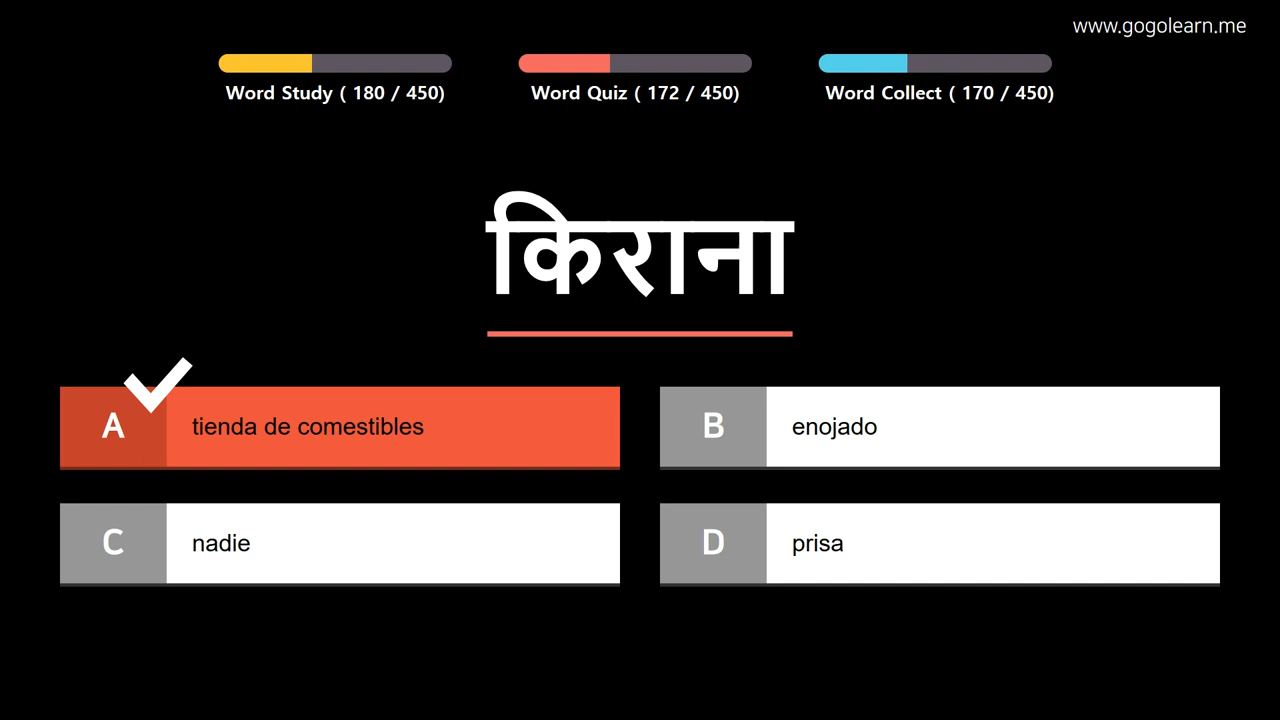 www.gogolearn.me
Word Study ( 180 / 450)
Word Quiz ( 172 / 450)
Word Collect ( 170 / 450)
किराना
A tienda de comestibles
B enojado
C nadie
D prisa